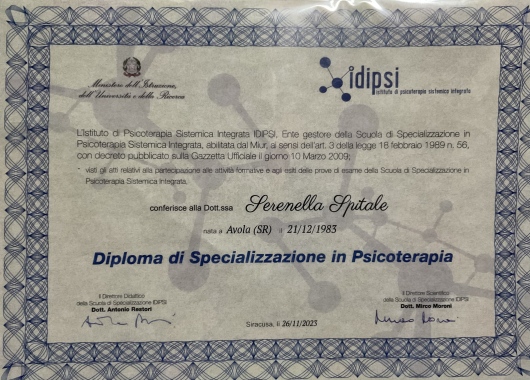 Ministero dell'Istruzione,
dell'Università e della Ricerca
idipsi
istituto di psicoterapia sistemica integrata
L'Istituto di Psicoterapia Sistemica Integrata IDIPSI, Ente gestore della Scuola di Specializzazione in
Psicoterapia Sistemica Integrata, abilitata dal Miur, ai sensi dell'art. 3 della legge 18 febbraio 1989 n. 56,
con decreto pubblicato sulla Gazzetta Ufficiale il giorno 10 Marzo 2009;
- visti gli atti relativi alla partecipazione alle attività formative e agli esiti delle prove di esame della Scuola di Specializzazione in
Psicoterapia Sistemica Integrata.
conferisce alla Dott.ssa Serenella Spitale
nata a Avola (SR) il 21/12/1983
Diploma di Specializzazione in Psicoterapia
Il Direttore Didattico
della Scuola di Specializzazione IDIPSI
Dott. Antonio Restori
Il Direttore Scientifico
della Scuola di Specializzazione IDIPSI
Dott. Mirco Moroni
Siracusa, li 26/11/2023